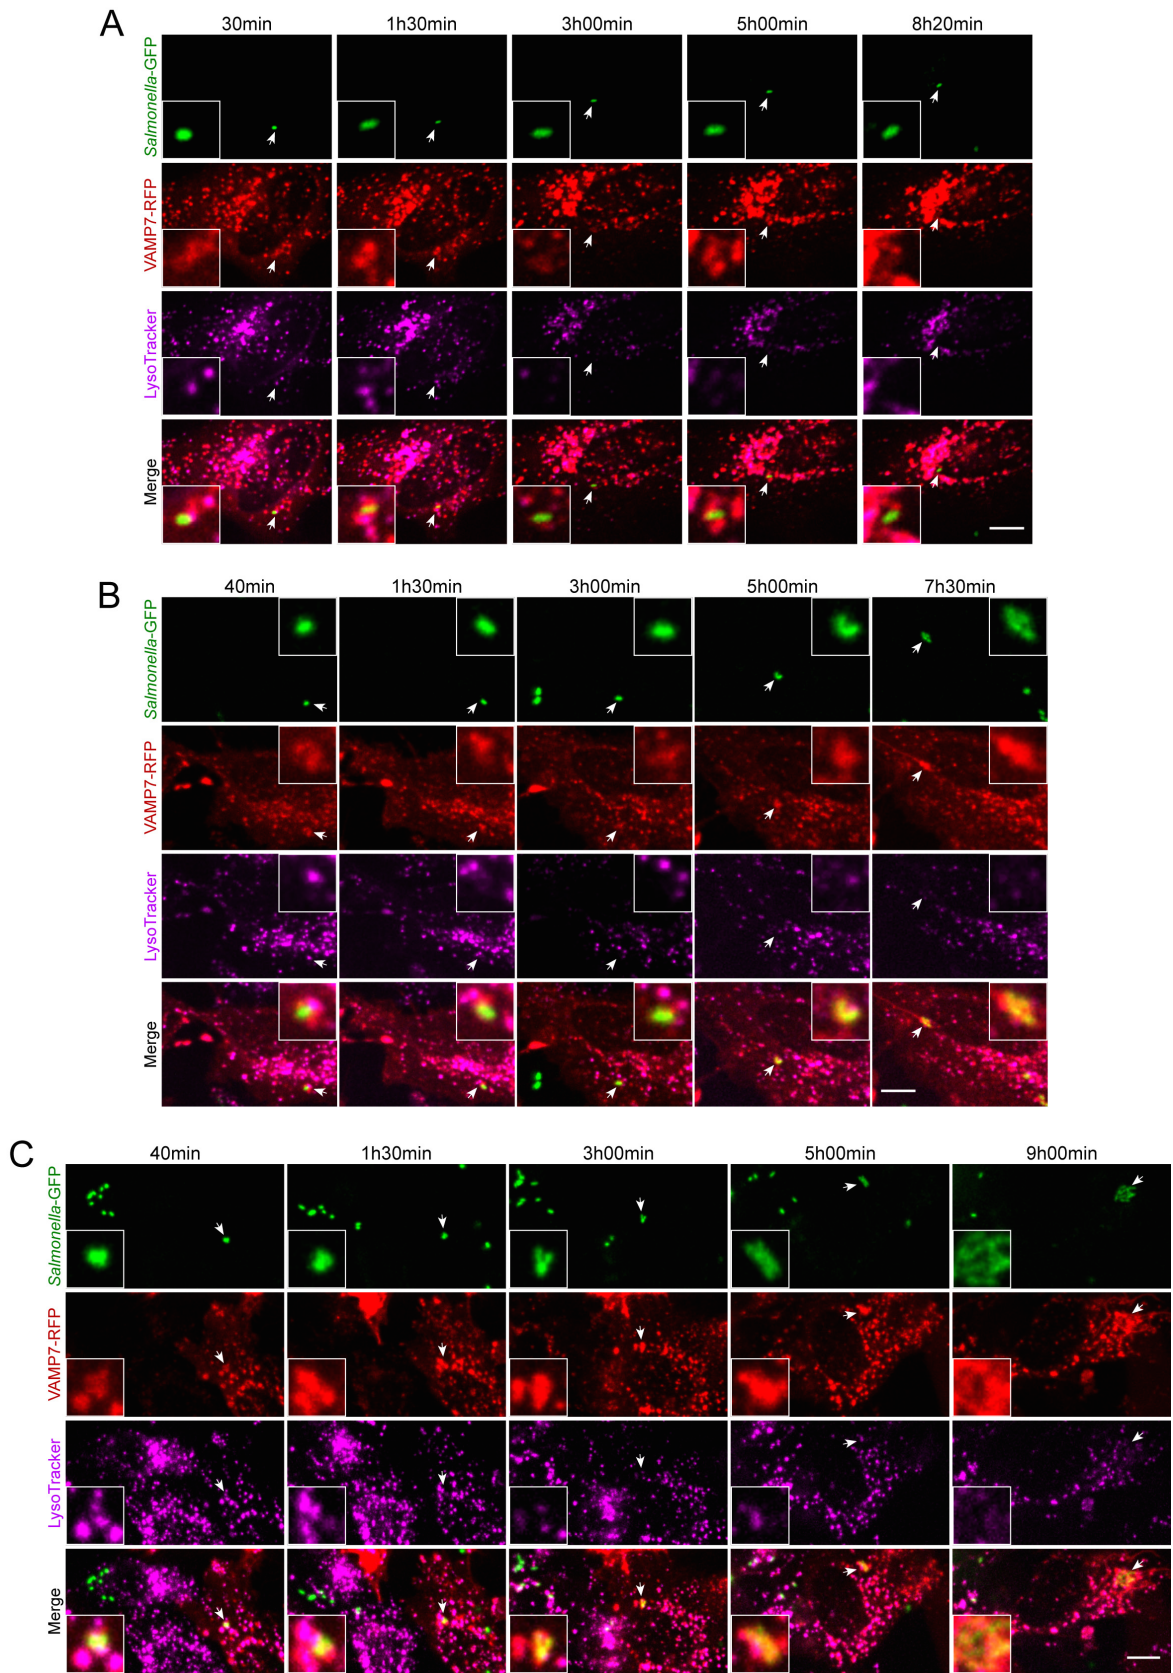 A
30min 1h30min 3h00min 5h00min 8h20min
Salmonella-GFP
VAMP7-RFP
LysoTracker
Merge
B
40min 1h30min 3h00min 5h00min 7h30min
Salmonella-GFP
VAMP7-RFP
LysoTracker
Merge
C
40min 1h30min 3h00min 5h00min 9h00min
Salmonella-GFP
VAMP7-RFP
LysoTracker
Merge